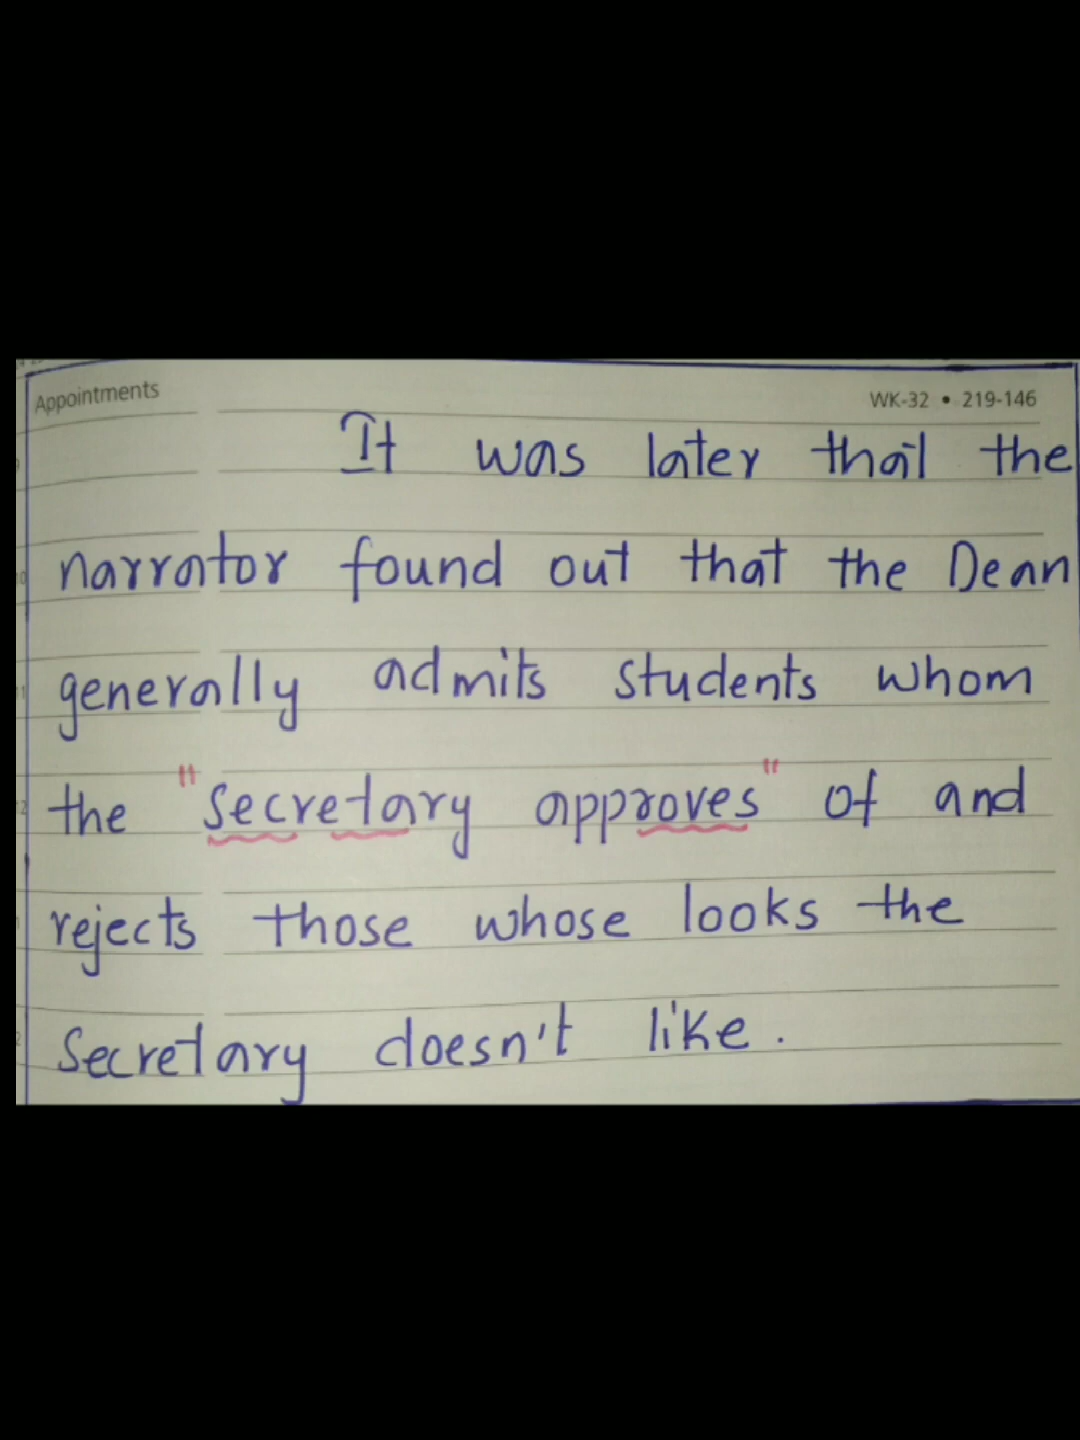 Appointments
WK-32 • 219-146
It was later that the
narrator found out that the Dean
generally admits students whom
the "secretary approves" of and
rejects those whose looks the
Secretary doesn't like.